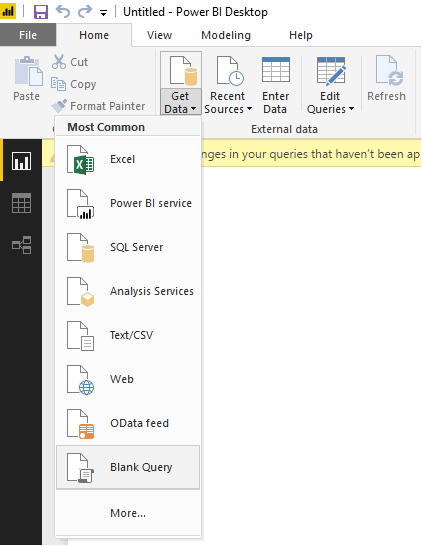 Untitled - Power BI Desktop
File Home View Modeling Help
Paste
Cut
Copy
Format Painter
Get Data
Recent Sources
Enter Data
Edit Queries
Refresh
External data
Most Common
nges in your queries that haven't been ap
Excel
Power BI service
SQL Server
Analysis Services
Text/CSV
Web
OData feed
Blank Query
More...